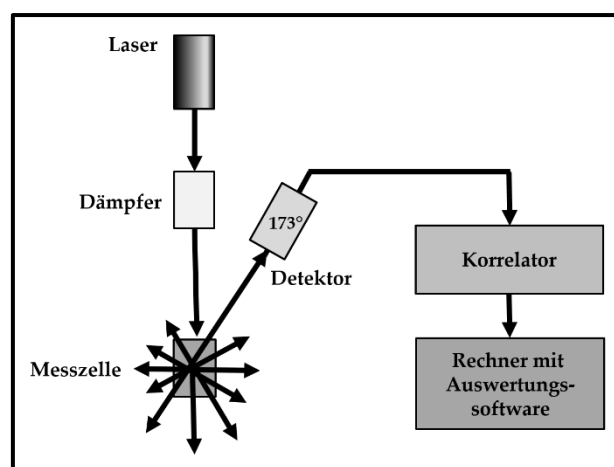 Laser
Dämpfer
173°
Detektor
Korrelator
Messzelle
Rechner mit
Auswertungs-
software